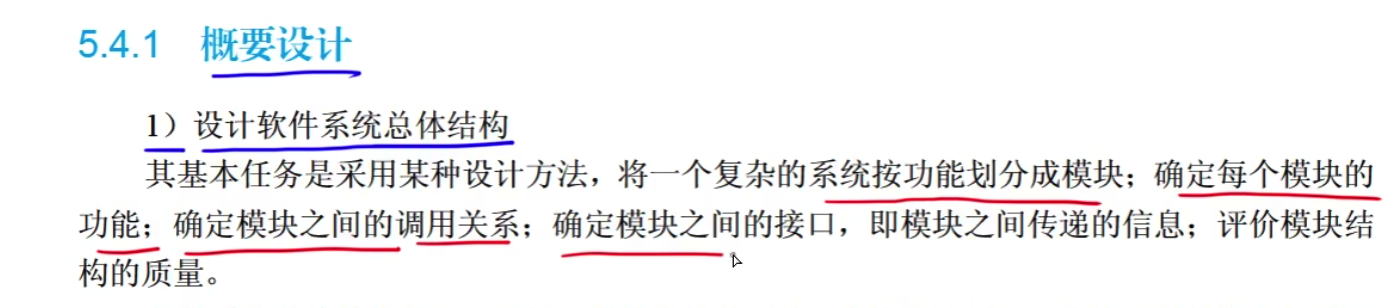 5.4.1 概要设计
1）设计软件系统总体结构
其基本任务是采用某种设计方法，将一个复杂的系统按功能划分成模块；确定每个模块的
功能；确定模块之间的调用关系；确定模块之间的接口，即模块之间传递的信息；评价模块结
构的质量。